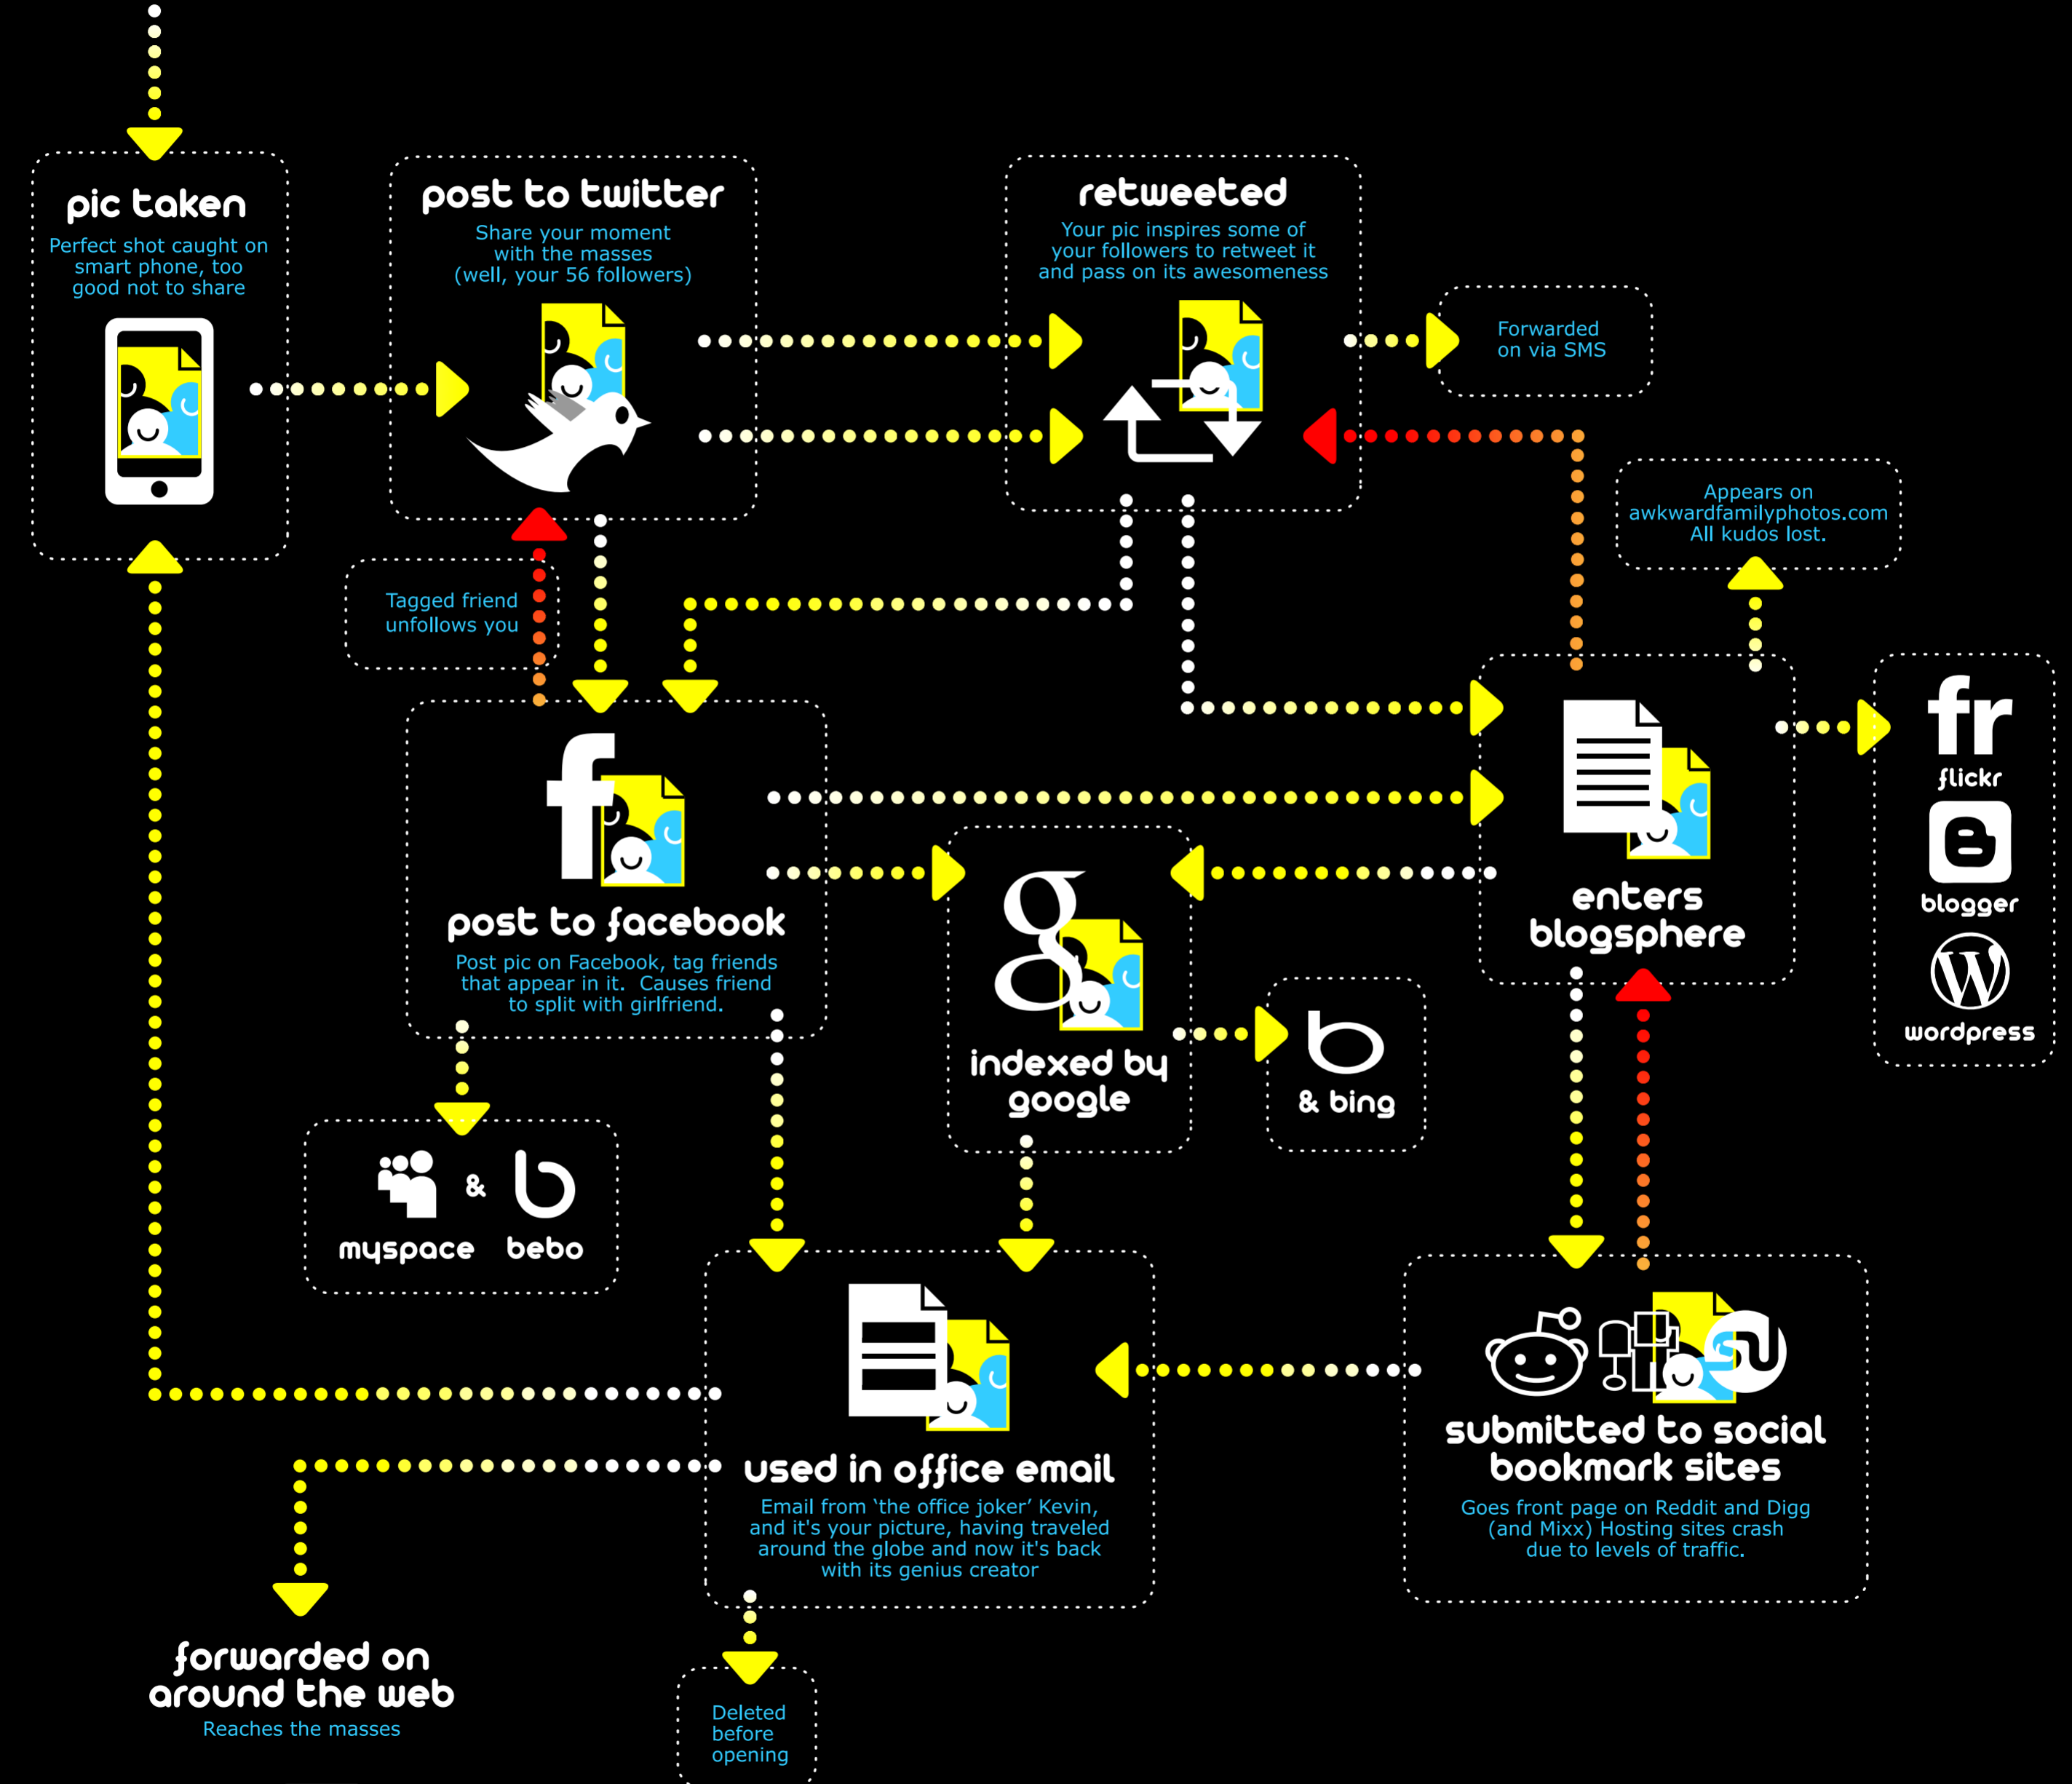 pic taken
Perfect shot caught on
smart phone, too
good not to share
post to twitter
Share your moment
with the masses
(well, your 56 followers)
retweeted
Your pic inspires some of
your followers to retweet it
and pass on its awesomeness
Forwarded
on via SMS
Appears on
awkwardfamilyphotos.com
All kudos lost.
Tagged friend
unfollows you
f
post to facebook
Post pic on Facebook, tag friends
that appear in it.  Causes friend
to split with girlfriend.
g
indexed by
google
b
& bing
enters
blogsphere
fr
flickr
B
blogger
W
wordpress
& b
myspace bebo
used in office email
Email from ‘the office joker’ Kevin,
and it's your picture, having traveled
around the globe and now it's back
with its genius creator
su
submitted to social
bookmark sites
Goes front page on Reddit and Digg
(and Mixx) Hosting sites crash
due to levels of traffic.
forwarded on
around the web
Reaches the masses
Deleted
before
opening